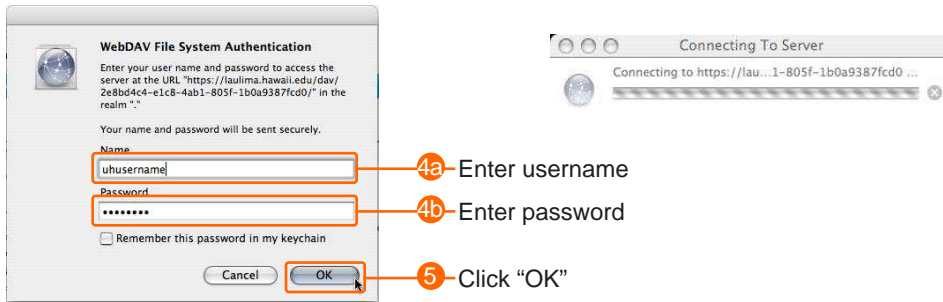 WebDAV File System Authentication
Enter your user name and password to access the
server at the URL "https://laulima.hawaii.edu/dav/
2e8bd4c4-e1c8-4ab1-805f-1b0a9387fcd0/" in the
realm "."
Your name and password will be sent securely.
Name
uhusername
Password
••••••••
Remember this password in my keychain
Cancel OK
4a Enter username
4b Enter password
5 Click “OK”
Connecting To Server
Connecting to https://lau...1-805f-1b0a9387fcd0 ...